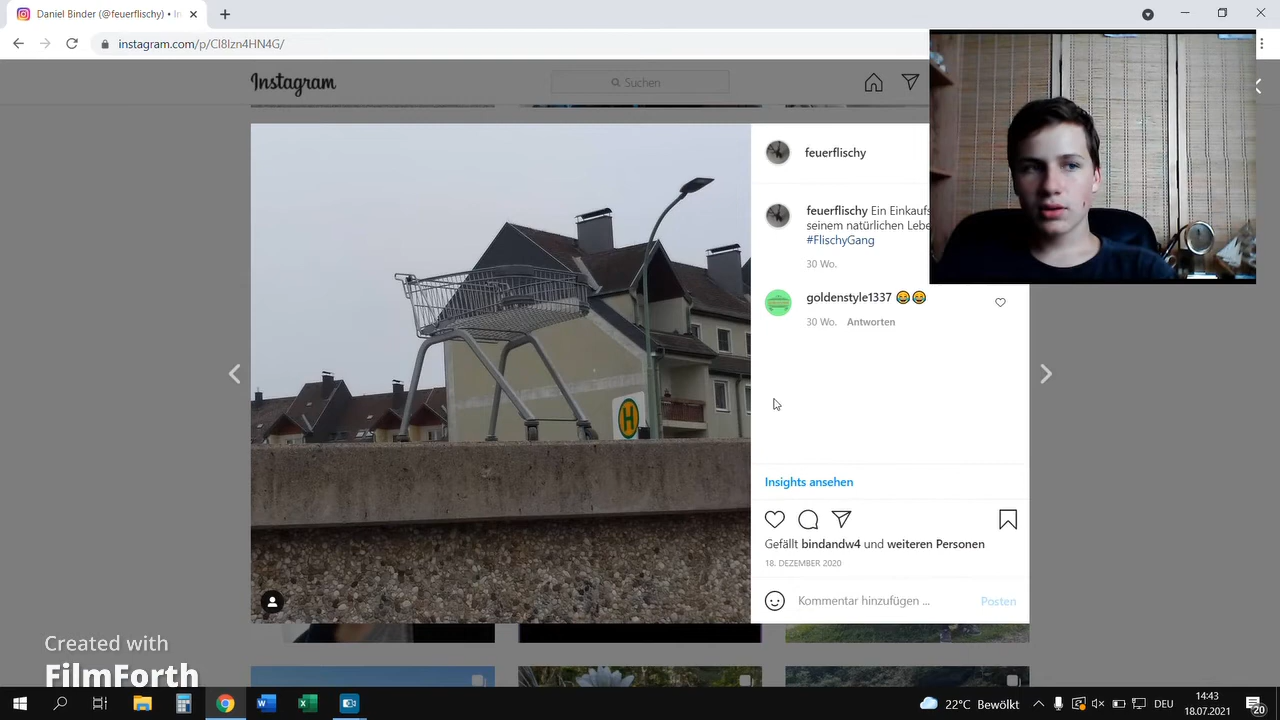 Daniel Binder (@feuerflischy) • In
instagram.com/p/CI8Izn4HN4G/
Instagram
Suchen
feuerflischy
feuerflischy Ein Einkaufs
seinem natürlichen Lebe
#FlischyGang
30 Wo.
goldenstyle1337 😂😂
30 Wo. Antworten
H
Insights ansehen
Gefällt bindandw4 und weiteren Personen
18. DEZEMBER 2020
Kommentar hinzufügen ...
Posten
Created with
FilmForth
22°C Bewölkt
DEU
14:43
18.07.2021
20